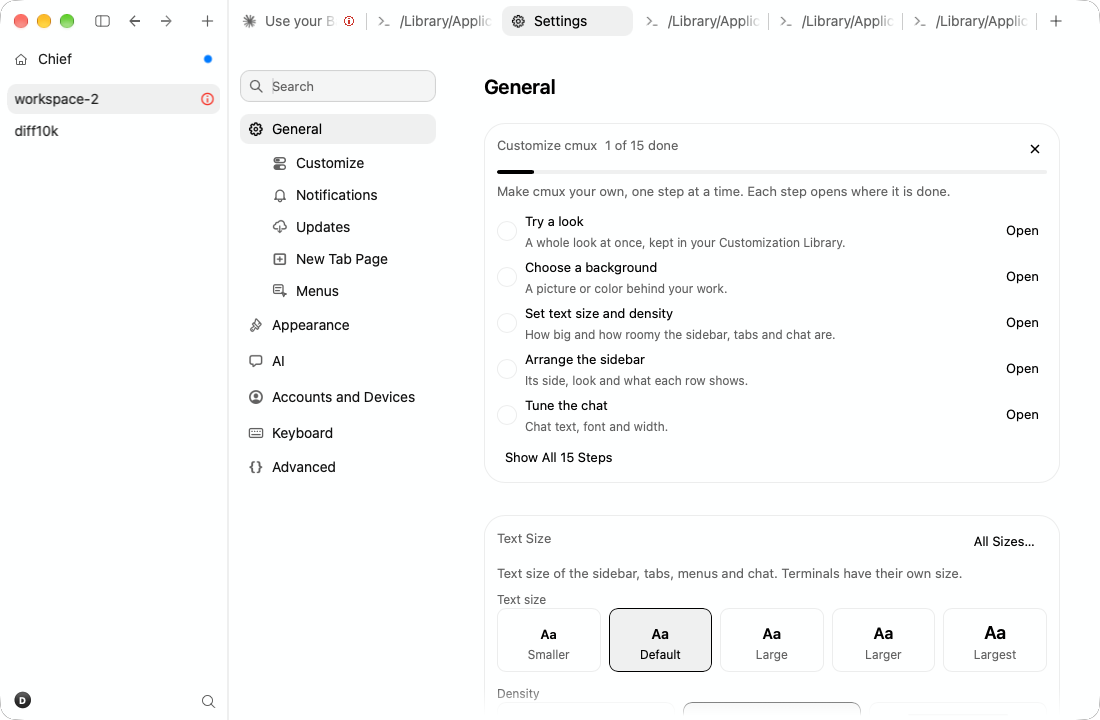 Use your B
/Library/Applic
Settings
/Library/Applic
/Library/Applic
/Library/Applic
Chief
workspace-2
diff10k
D
Search
General
Customize
Notifications
Updates
New Tab Page
Menus
Appearance
AI
Accounts and Devices
Keyboard
Advanced
General
Customize cmux 1 of 15 done
Make cmux your own, one step at a time. Each step opens where it is done.
Try a look
A whole look at once, kept in your Customization Library.
Open
Choose a background
A picture or color behind your work.
Open
Set text size and density
How big and how roomy the sidebar, tabs and chat are.
Open
Arrange the sidebar
Its side, look and what each row shows.
Open
Tune the chat
Chat text, font and width.
Open
Show All 15 Steps
Text Size
All Sizes...
Text size of the sidebar, tabs, menus and chat. Terminals have their own size.
Text size
Aa
Smaller
Aa
Default
Aa
Large
Aa
Larger
Aa
Largest
Density